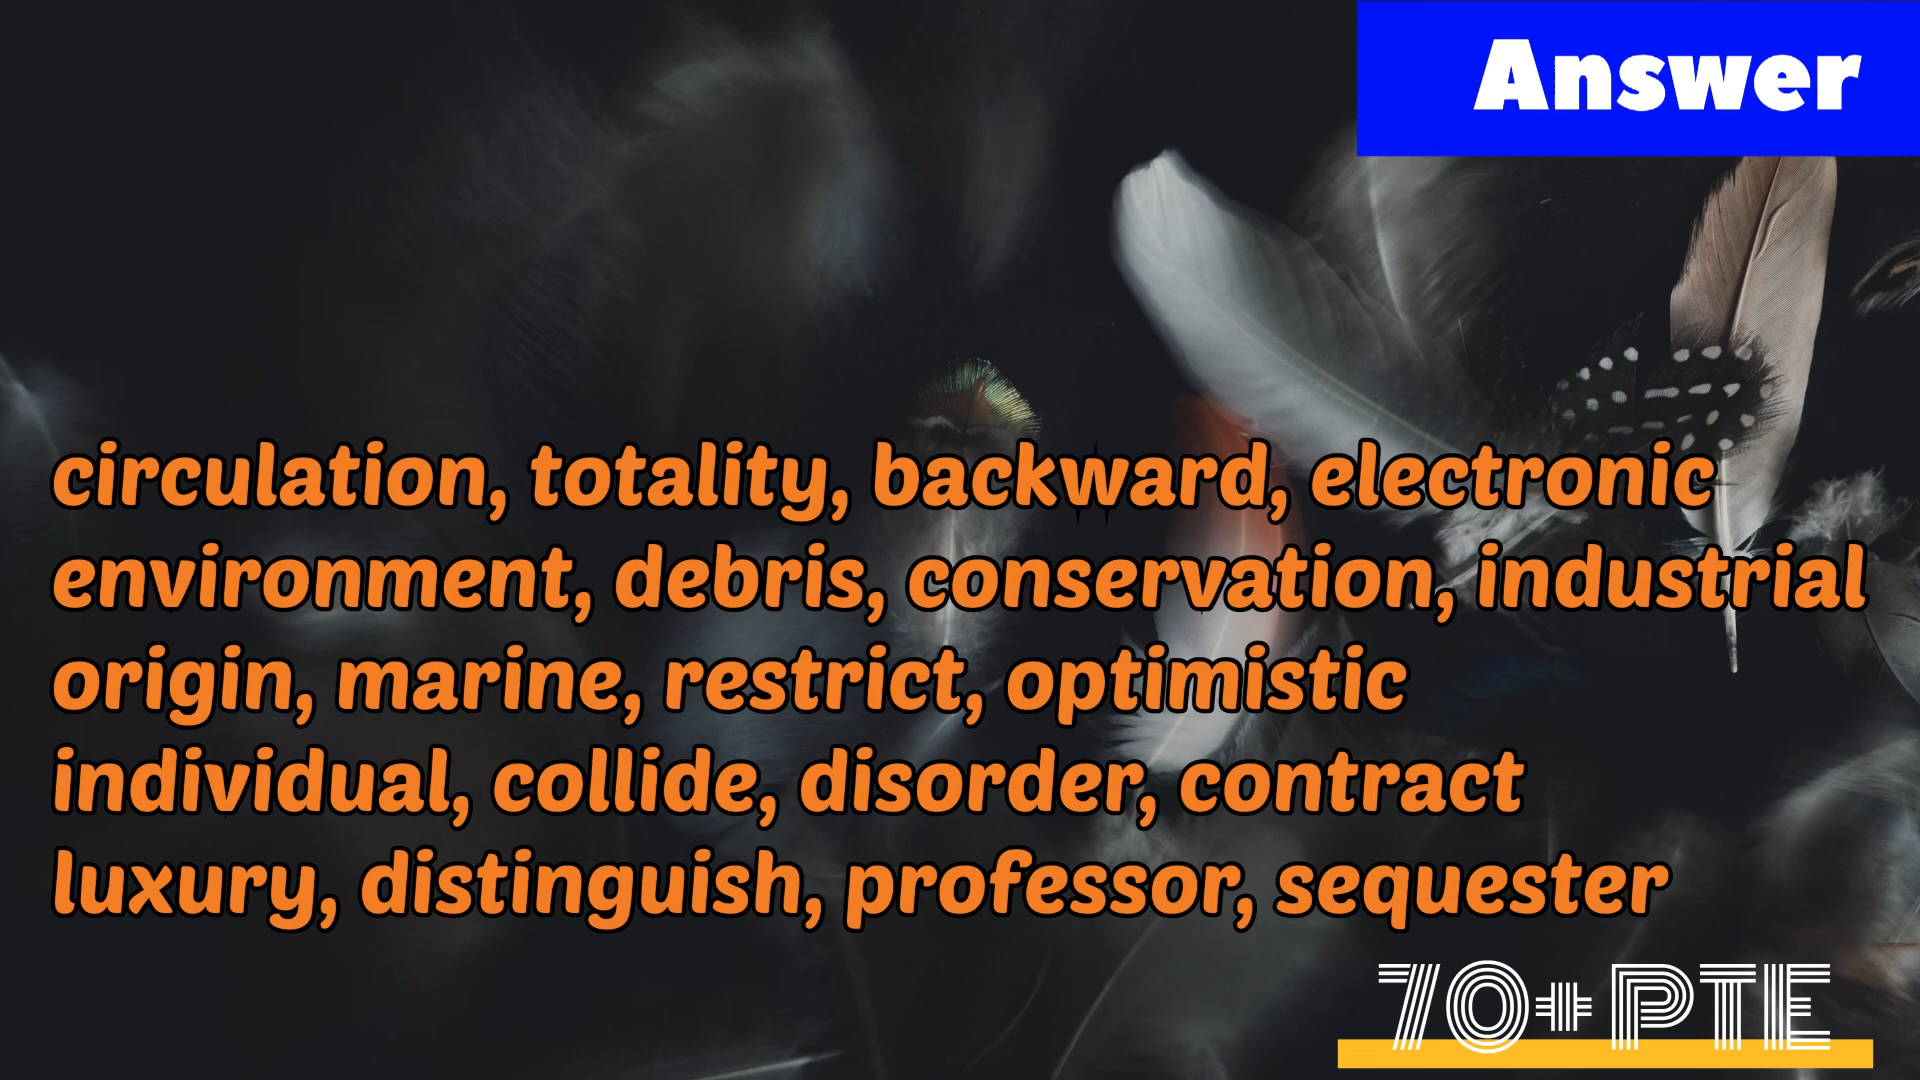 Answer
circulation, totality, backward, electronic
environment, debris, conservation, industrial
origin, marine, restrict, optimistic
individual, collide, disorder, contract
luxury, distinguish, professor, sequester
70+ PTE